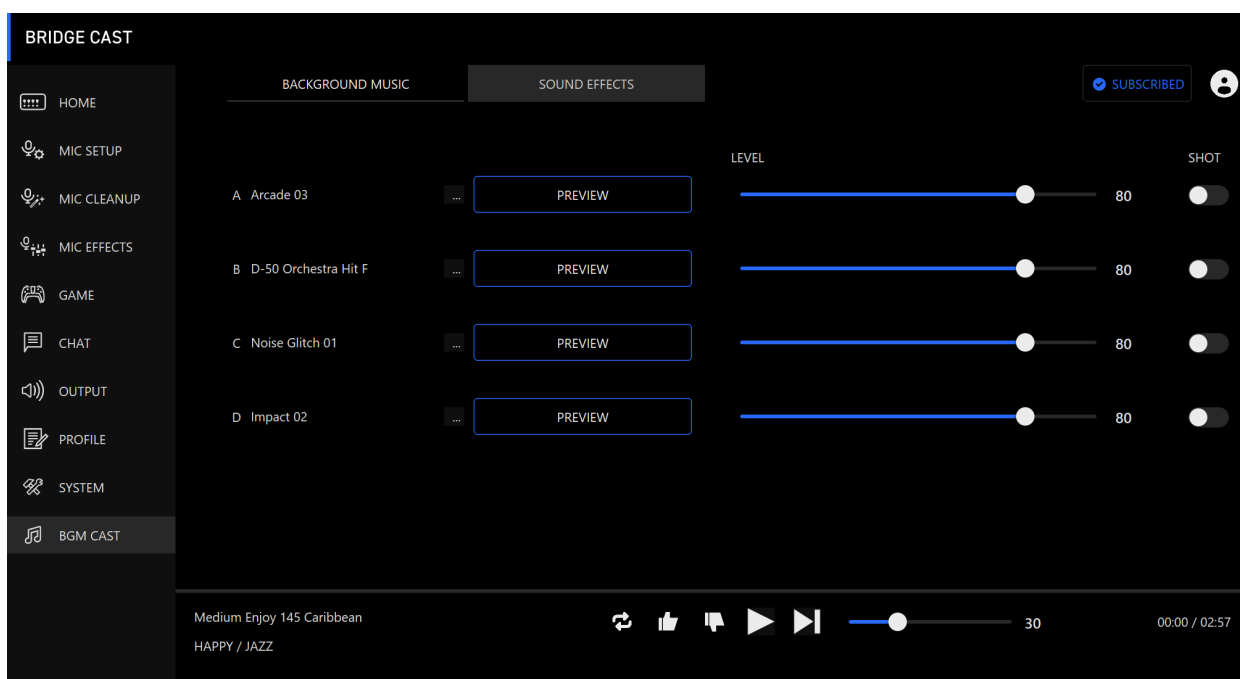 BRIDGE CAST
HOME
MIC SETUP
MIC CLEANUP
MIC EFFECTS
GAME
CHAT
OUTPUT
PROFILE
SYSTEM
BGM CAST
BACKGROUND MUSIC SOUND EFFECTS SUBSCRIBED
LEVEL SHOT
A Arcade 03 ... PREVIEW 80
B D-50 Orchestra Hit F ... PREVIEW 80
C Noise Glitch 01 ... PREVIEW 80
D Impact 02 ... PREVIEW 80
Medium Enjoy 145 Caribbean
HAPPY / JAZZ
30 00:00 / 02:57